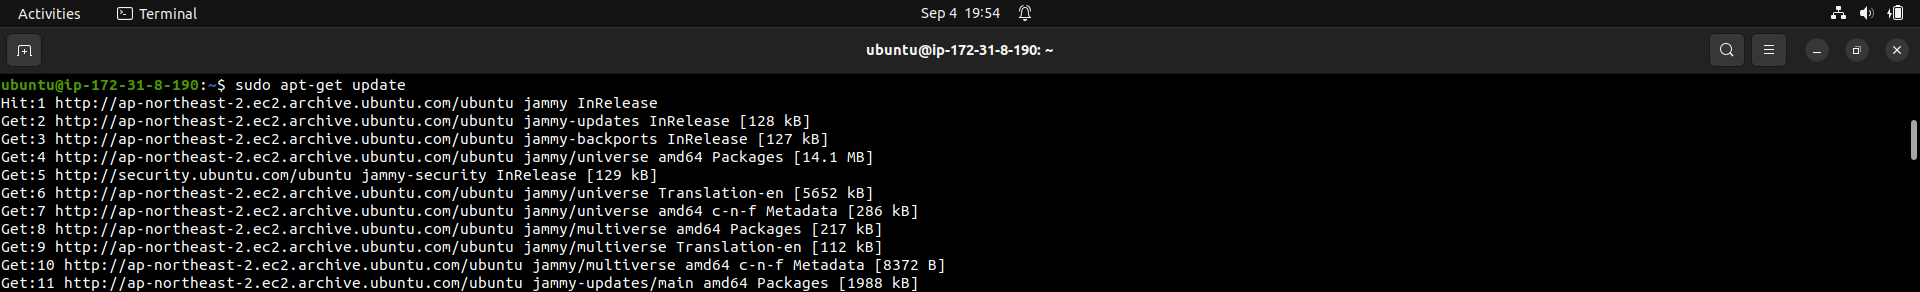 Activities Terminal Sep 4 19:54
ubuntu@ip-172-31-8-190: ~
ubuntu@ip-172-31-8-190:~$ sudo apt-get update
Hit:1 http://ap-northeast-2.ec2.archive.ubuntu.com/ubuntu jammy InRelease
Get:2 http://ap-northeast-2.ec2.archive.ubuntu.com/ubuntu jammy-updates InRelease [128 kB]
Get:3 http://ap-northeast-2.ec2.archive.ubuntu.com/ubuntu jammy-backports InRelease [127 kB]
Get:4 http://ap-northeast-2.ec2.archive.ubuntu.com/ubuntu jammy/universe amd64 Packages [14.1 MB]
Get:5 http://security.ubuntu.com/ubuntu jammy-security InRelease [129 kB]
Get:6 http://ap-northeast-2.ec2.archive.ubuntu.com/ubuntu jammy/universe Translation-en [5652 kB]
Get:7 http://ap-northeast-2.ec2.archive.ubuntu.com/ubuntu jammy/universe amd64 c-n-f Metadata [286 kB]
Get:8 http://ap-northeast-2.ec2.archive.ubuntu.com/ubuntu jammy/multiverse amd64 Packages [217 kB]
Get:9 http://ap-northeast-2.ec2.archive.ubuntu.com/ubuntu jammy/multiverse Translation-en [112 kB]
Get:10 http://ap-northeast-2.ec2.archive.ubuntu.com/ubuntu jammy/multiverse amd64 c-n-f Metadata [8372 B]
Get:11 http://ap-northeast-2.ec2.archive.ubuntu.com/ubuntu jammy-updates/main amd64 Packages [1988 kB]